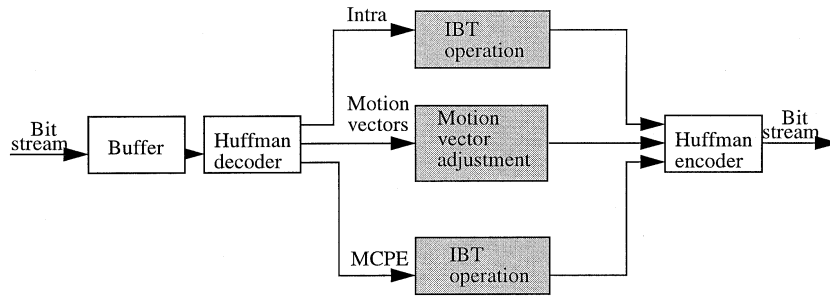 Bit
stream
Buffer
Huffman
decoder
Intra
IBT
operation
Motion
vectors
Motion
vector
adjustment
MCPE
IBT
operation
Huffman
encoder
Bit
stream